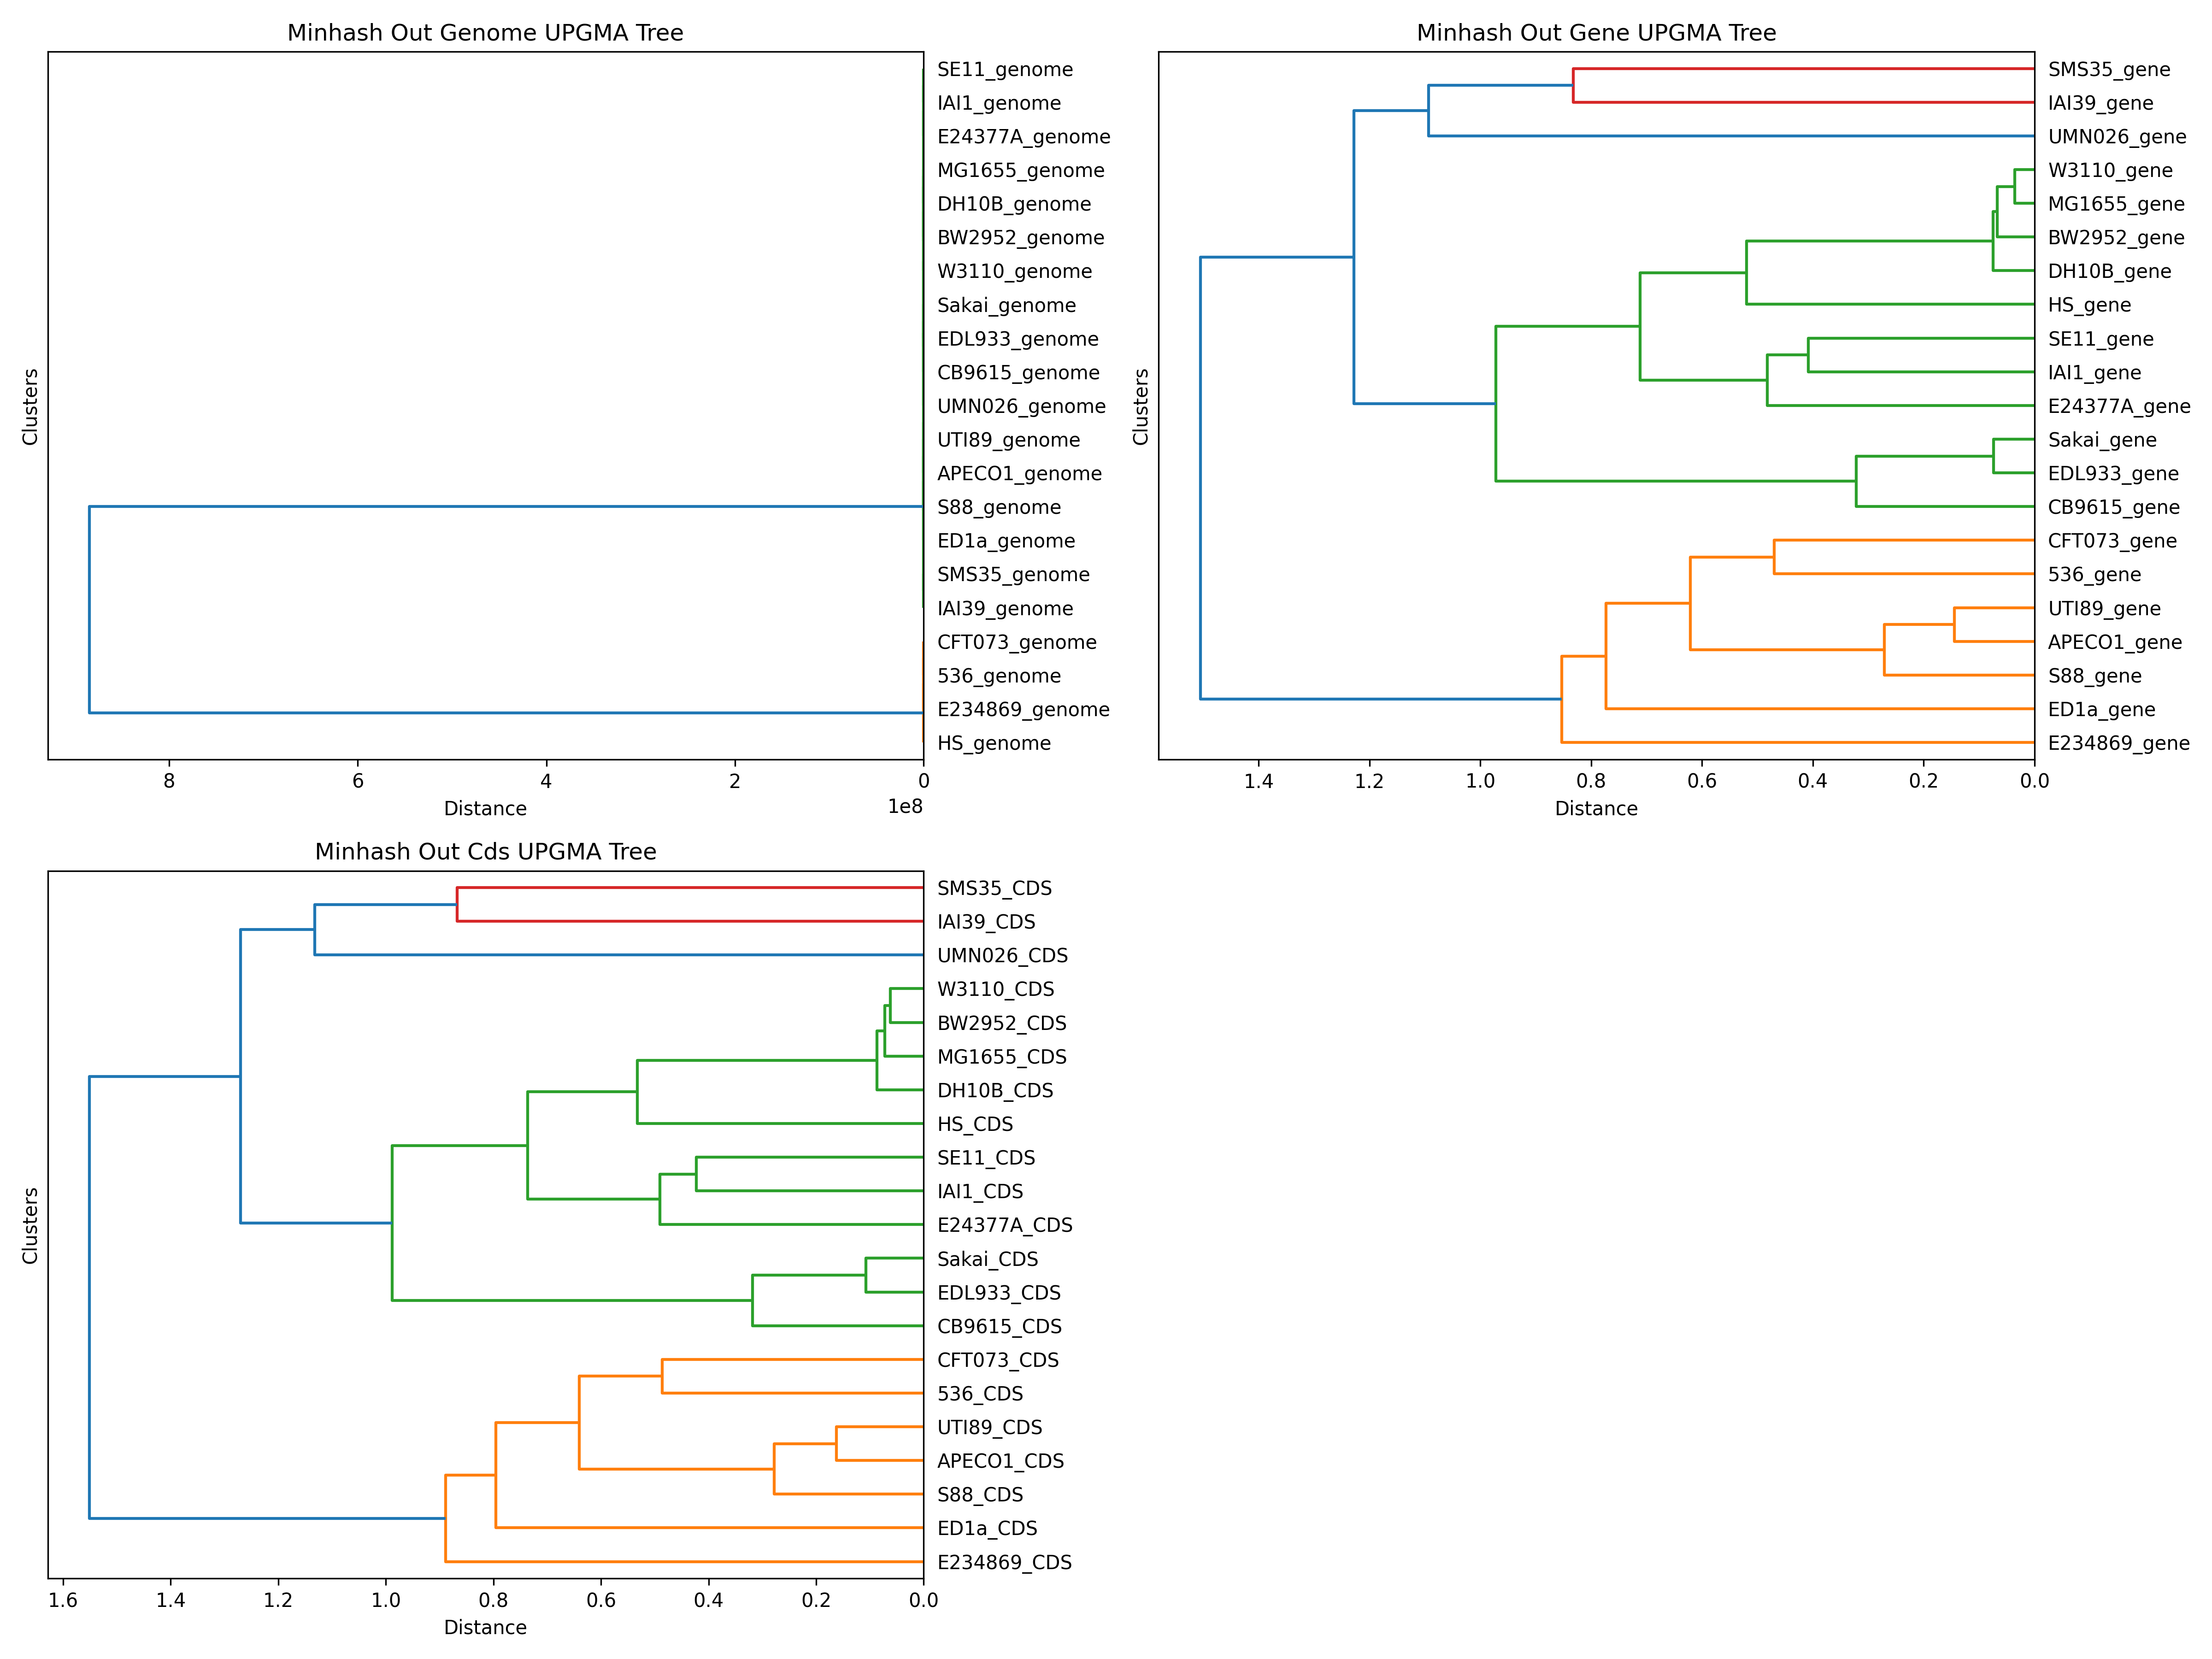 Minhash Out Genome UPGMA Tree
SE11_genome
IAI1_genome
E24377A_genome
MG1655_genome
DH10B_genome
BW2952_genome
W3110_genome
Sakai_genome
EDL933_genome
CB9615_genome
UMN026_genome
UTI89_genome
APECO1_genome
S88_genome
ED1a_genome
SMS35_genome
IAI39_genome
CFT073_genome
536_genome
E234869_genome
HS_genome
Clusters
8 6 4 2 0
1e8
Distance
Minhash Out Gene UPGMA Tree
SMS35_gene
IAI39_gene
UMN026_gene
W3110_gene
MG1655_gene
BW2952_gene
DH10B_gene
HS_gene
SE11_gene
IAI1_gene
E24377A_gene
Sakai_gene
EDL933_gene
CB9615_gene
CFT073_gene
536_gene
UTI89_gene
APECO1_gene
S88_gene
ED1a_gene
E234869_gene
Clusters
1.4 1.2 1.0 0.8 0.6 0.4 0.2 0.0
Distance
Minhash Out Cds UPGMA Tree
SMS35_CDS
IAI39_CDS
UMN026_CDS
W3110_CDS
BW2952_CDS
MG1655_CDS
DH10B_CDS
HS_CDS
SE11_CDS
IAI1_CDS
E24377A_CDS
Sakai_CDS
EDL933_CDS
CB9615_CDS
CFT073_CDS
536_CDS
UTI89_CDS
APECO1_CDS
S88_CDS
ED1a_CDS
E234869_CDS
Clusters
1.6 1.4 1.2 1.0 0.8 0.6 0.4 0.2 0.0
Distance